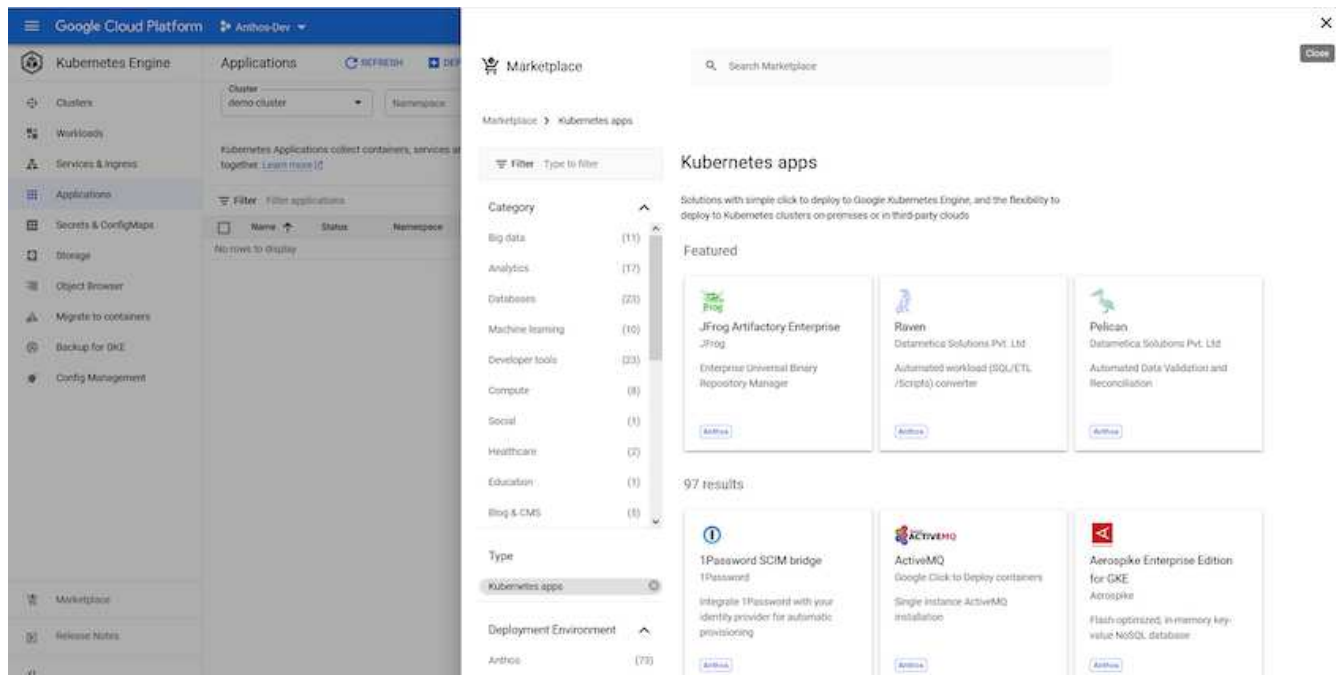 Google Cloud Platform
Anthos-Dev
Kubernetes Engine
Clusters
Workloads
Services & Ingress
Applications
Secrets & ConfigMaps
Storage
Object Browser
Migrate to containers
Backup for GKE
Config Management
Marketplace
Release Notes
Applications
REFRESH
Cluster
demo cluster
Namespace
Kubernetes Applications collect containers, services
together. Learn more
Filter Filter applications
Name Status Namespace
No rows to display
Close
Marketplace
Search Marketplace
Marketplace > Kubernetes apps
Filter Type to filter
Category
Big data (11)
Analytics (17)
Databases (23)
Machine learning (10)
Developer tools (23)
Compute (8)
Social (1)
Healthcare (2)
Education (1)
Blog & CMS
Type
Kubernetes apps
Deployment Environment
Anthos (73)
Kubernetes apps
Solutions with simple click to deploy to Google Kubernetes Engine, and the flexibility to
deploy to Kubernetes clusters on-premises or in third-party clouds
Featured
JFrog Artifactory Enterprise
JFrog
Enterprise Universal Binary
Repository Manager
Anthos
Raven
Datametica Solutions Pvt. Ltd
Automated workload (SQL/ETL
/Scripts) converter
Anthos
Pelican
Datametica Solutions Pvt. Ltd
Automated Data Validation and
Reconciliation
Anthos
97 results
1Password SCIM bridge
1Password
Integrate 1Password with your
identity provider for automatic
provisioning
Anthos
ACTIVEMQ
ActiveMQ
Google Click to Deploy containers
Single instance ActiveMQ
installation
Anthos
Aerospike Enterprise Edition
for GKE
Aerospike
Flash-optimized, in-memory key-
value NoSQL database
Anthos